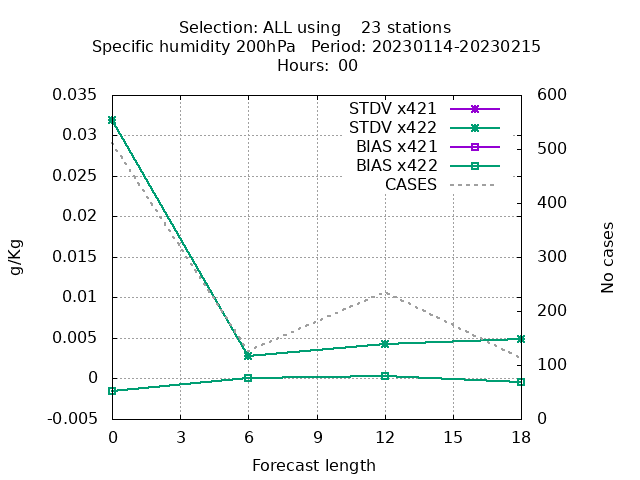 Selection: ALL using    23 stations
Specific humidity 200hPa   Period: 20230114-20230215
Hours: 00
STDV x421
STDV x422
BIAS x421
BIAS x422
CASES
0.035
0.03
0.025
0.02
0.015
0.01
0.005
0
-0.005
g/Kg
600
500
400
300
200
100
0
No cases
0 3 6 9 12 15 18
Forecast length